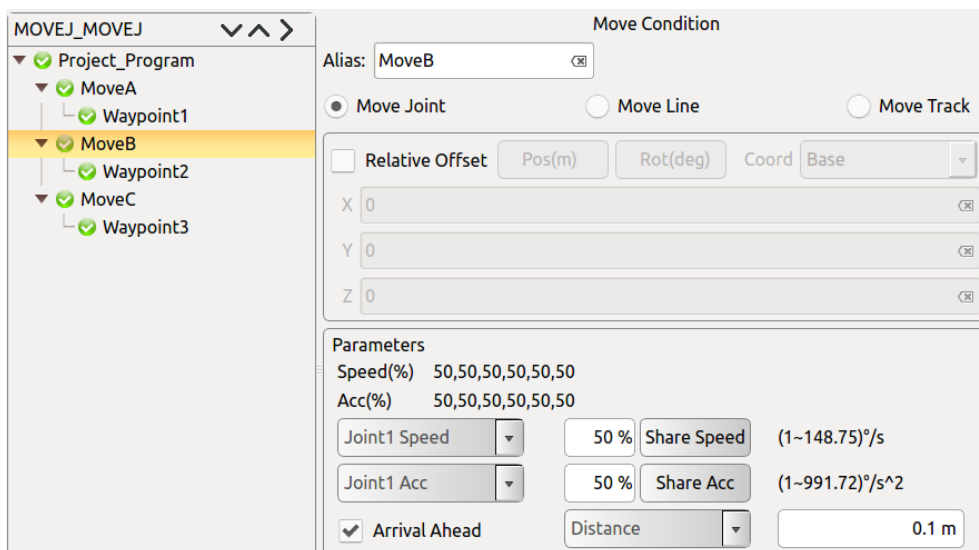 MOVEJ_MOVEJ
Project_Program
MoveA
Waypoint1
MoveB
Waypoint2
MoveC
Waypoint3
Move Condition
Alias: MoveB
Move Joint Move Line Move Track
Relative Offset Pos(m) Rot(deg) Coord Base
X 0
Y 0
Z 0
Parameters
Speed(%) 50,50,50,50,50,50
Acc(%) 50,50,50,50,50,50
Joint1 Speed 50 % Share Speed (1~148.75)°/s
Joint1 Acc 50 % Share Acc (1~991.72)°/s^2
Arrival Ahead Distance 0.1 m